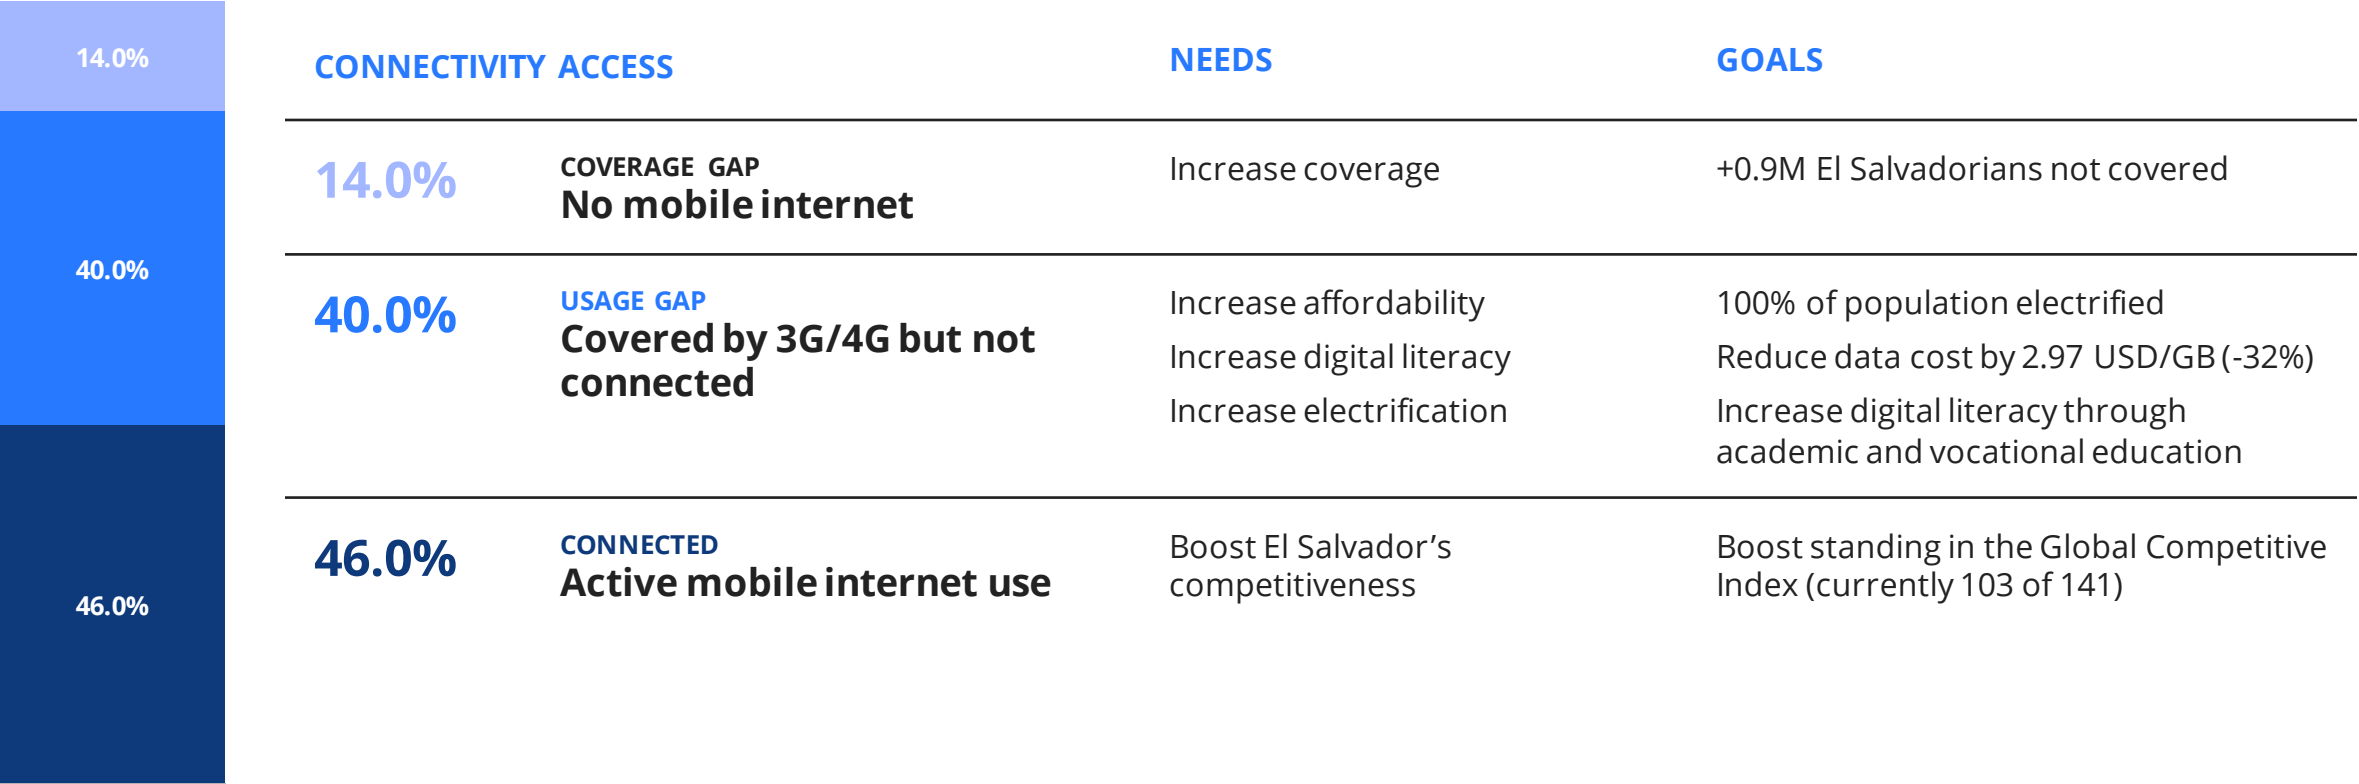 14.0%
40.0%
46.0%
CONNECTIVITY ACCESS
NEEDS
GOALS
14.0%
COVERAGE GAP
No mobile internet
Increase coverage
+0.9M El Salvadorians not covered
40.0%
USAGE GAP
Covered by 3G/4G but not
connected
Increase affordability
Increase digital literacy
Increase electrification
100% of population electrified
Reduce data cost by 2.97 USD/GB (-32%)
Increase digital literacy through
academic and vocational education
46.0%
CONNECTED
Active mobile internet use
Boost El Salvador’s
competitiveness
Boost standing in the Global Competitive
Index (currently 103 of 141)